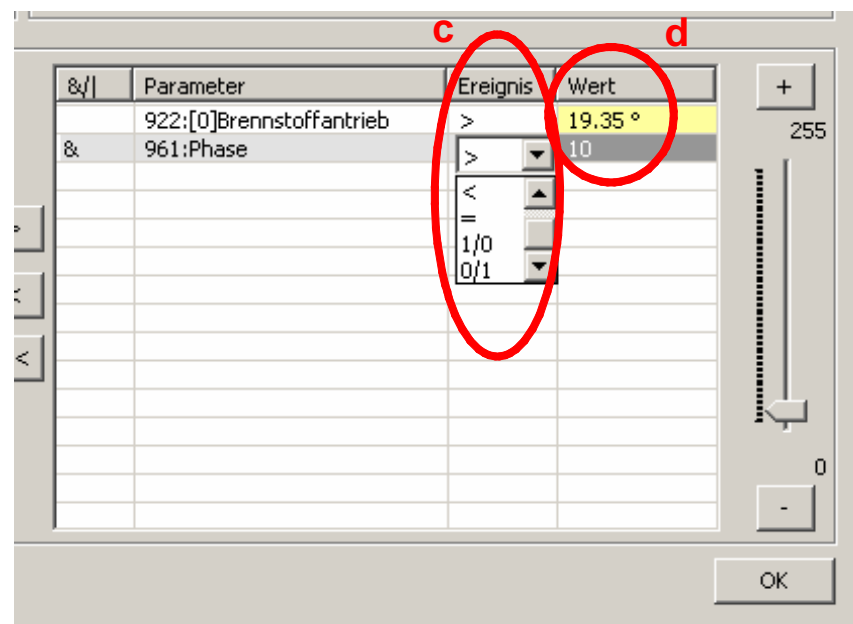 c d
&/| Parameter Ereignis Wert +
922:[0]Brennstoffantrieb > 19.35 ° 255
& 961:Phase > 10
<
=
1/0
0/1
<
0
-
OK